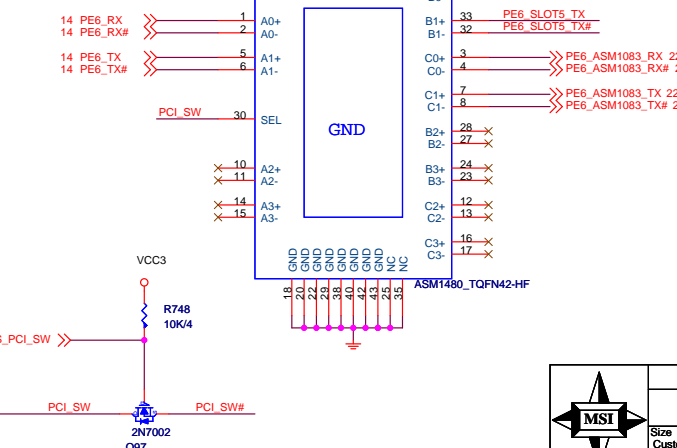 14 PE6_RX 1 A0+ B1+ 33 PE6_SLOT5_TX
14 PE6_RX# 2 A0- B1- 32 PE6_SLOT5_TX#
14 PE6_TX 5 A1+ C0+ 3 PE6_ASM1083_RX 22
14 PE6_TX# 6 A1- C0- 4 PE6_ASM1083_RX#
C1+ 7 PE6_ASM1083_TX 22
C1- 8 PE6_ASM1083_TX#
PCI_SW 30 SEL
GND
B2+ 28
B2- 27
10 A2+ B3+ 24
11 A2- B3- 23
14 A3+ C2+ 12
15 A3- C2- 13
C3+ 16
C3- 17
GND GND GND GND GND GND GND GND NC NC
18 20 22 29 38 40 42 43 25 35
ASM1480_TQFN42-HF
VCC3
R748
10K/4
_PCI_SW
PCI_SW PCI_SW#
2N7002
Q97
MSI
Size